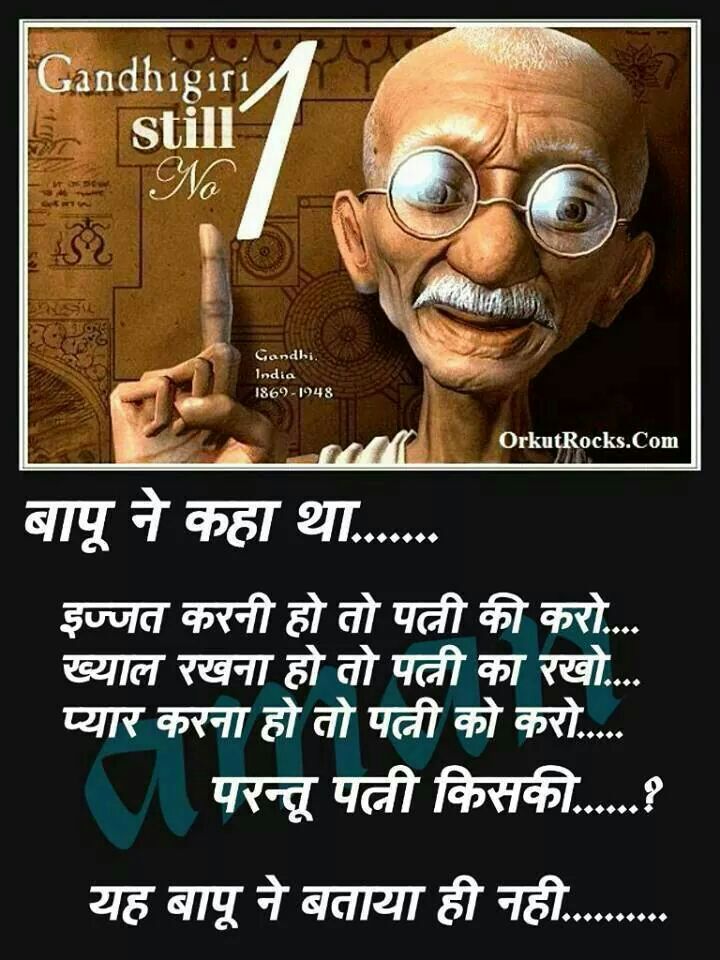 Gandhigiri
still
No 1
Gandhi.
India
1869-1948
OrkutRocks.Com
बापू ने कहा था.......
इज्जत करनी हो तो पत्नी की करो....
ख्याल रखना हो तो पत्नी का रखो....
प्यार करना हो तो पत्नी को करो.....
aman
परन्तू पत्नी किसकी......?
यह बापू ने बताया ही नही..........